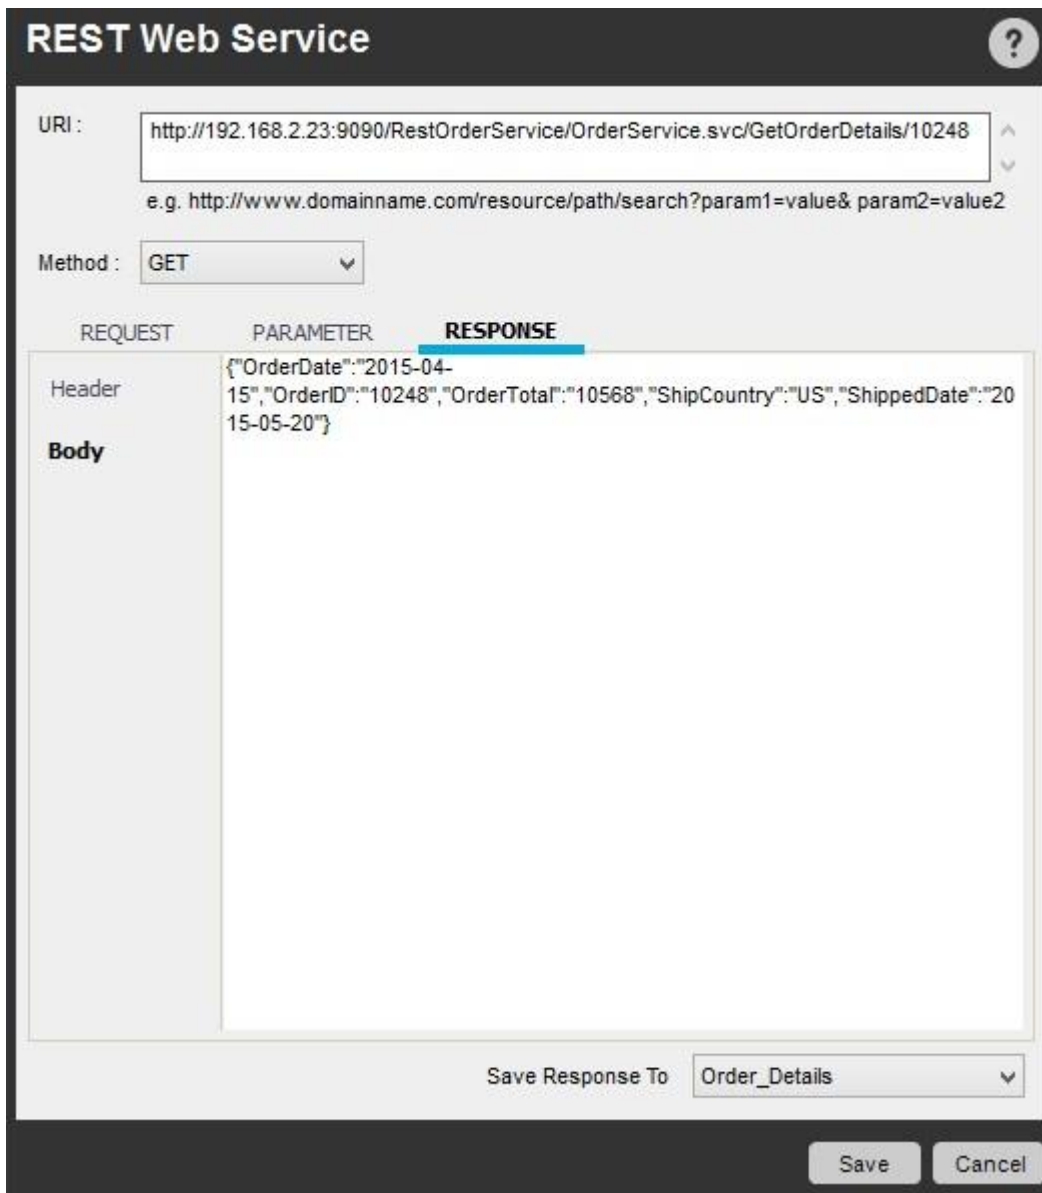 REST Web Service
?
URI :
http://192.168.2.23:9090/RestOrderService/OrderService.svc/GetOrderDetails/10248
e.g. http://www.domainname.com/resource/path/search?param1=value& param2=value2
Method :
GET
REQUEST PARAMETER RESPONSE
Header
Body
{"OrderDate":"2015-04-
15","OrderID":"10248","OrderTotal":"10568","ShipCountry":"US","ShippedDate":"20
15-05-20"}
Save Response To
Order_Details
Save Cancel